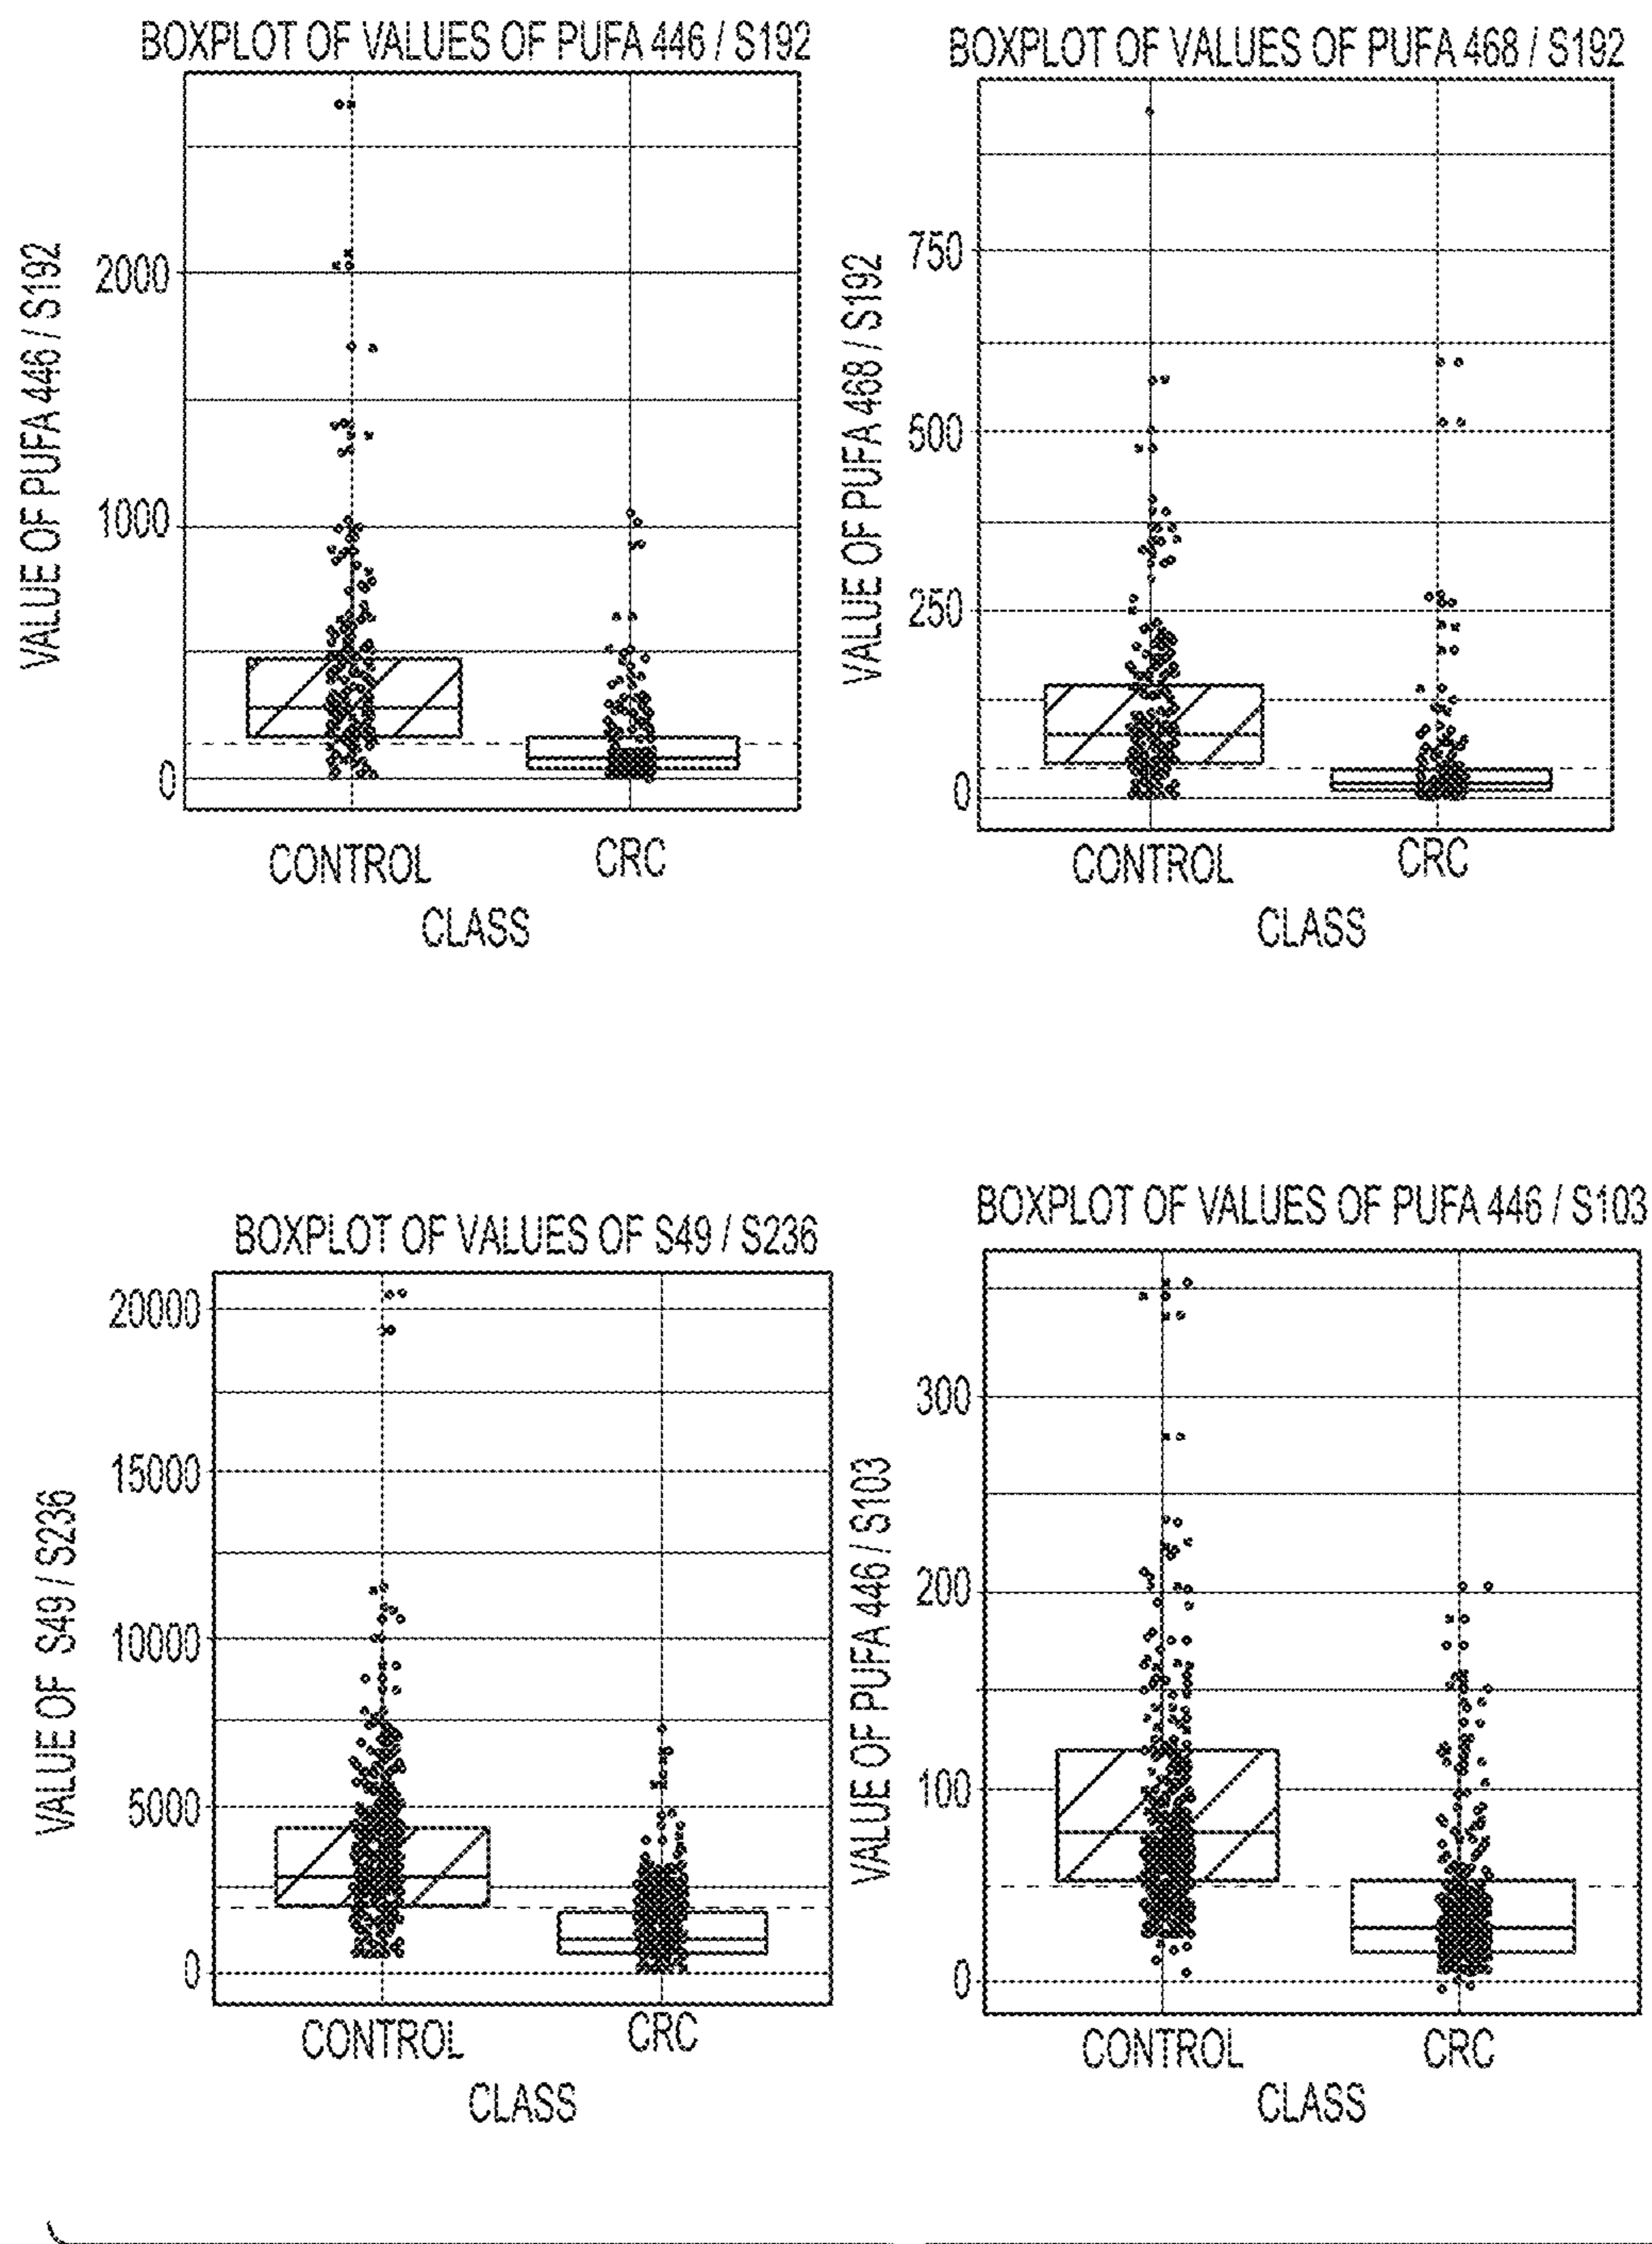 BOXPLOT OF VALUES OF PUFA 446 / S192
VALUE OF PUFA 446 / S192
2000
1000
0
CONTROL
CRC
CLASS
BOXPLOT OF VALUES OF PUFA 468 / S192
VALUE OF PUFA 468 / S192
750
500
250
0
CONTROL
CRC
CLASS
BOXPLOT OF VALUES OF S49 / S236
VALUE OF S49 / S236
20000
15000
10000
5000
0
CONTROL
CRC
CLASS
BOXPLOT OF VALUES OF PUFA 446 / S103
VALUE OF PUFA 446 / S103
300
200
100
0
CONTROL
CRC
CLASS